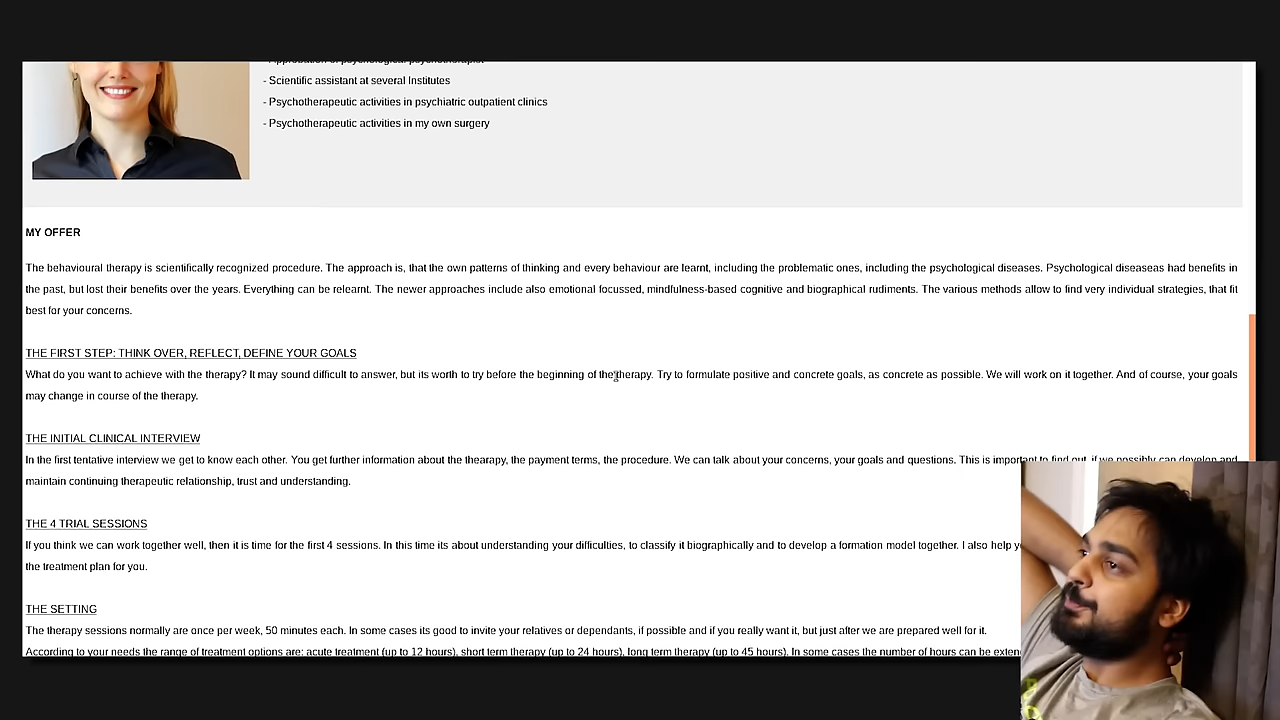 - Approbation of psychological psychotherapist
- Scientific assistant at several Institutes
- Psychotherapeutic activities in psychiatric outpatient clinics
- Psychotherapeutic activities in my own surgery
MY OFFER
The behavioural therapy is scientifically recognized procedure. The approach is, that the own patterns of thinking and every behaviour are learnt, including the problematic ones, including the psychological diseases. Psychological diseaseas had benefits in
the past, but lost their benefits over the years. Everything can be relearnt. The newer approaches include also emotional focussed, mindfulness-based cognitive and biographical rudiments. The various methods allow to find very individual strategies, that fit
best for your concerns.
THE FIRST STEP: THINK OVER, REFLECT, DEFINE YOUR GOALS
What do you want to achieve with the therapy? It may sound difficult to answer, but its worth to try before the beginning of the therapy. Try to formulate positive and concrete goals, as concrete as possible. We will work on it together. And of course, your goals
may change in course of the therapy.
THE INITIAL CLINICAL INTERVIEW
In the first tentative interview we get to know each other. You get further information about the thearapy, the payment terms, the procedure. We can talk about your concerns, your goals and questions. This is important to find out, if we possibly can develop and
maintain continuing therapeutic relationship, trust and understanding.
THE 4 TRIAL SESSIONS
If you think we can work together well, then it is time for the first 4 sessions. In this time its about understanding your difficulties, to classify it biographically and to develop a formation model together. I also help
the treatment plan for you.
THE SETTING
The therapy sessions normally are once per week, 50 minutes each. In some cases its good to invite your relatives or dependants, if possible and if you really want it, but just after we are prepared well for it.
According to your needs the range of treatment options are: acute treatment (up to 12 hours), short term therapy (up to 24 hours), long term therapy (up to 45 hours). In some cases the number of hours can be